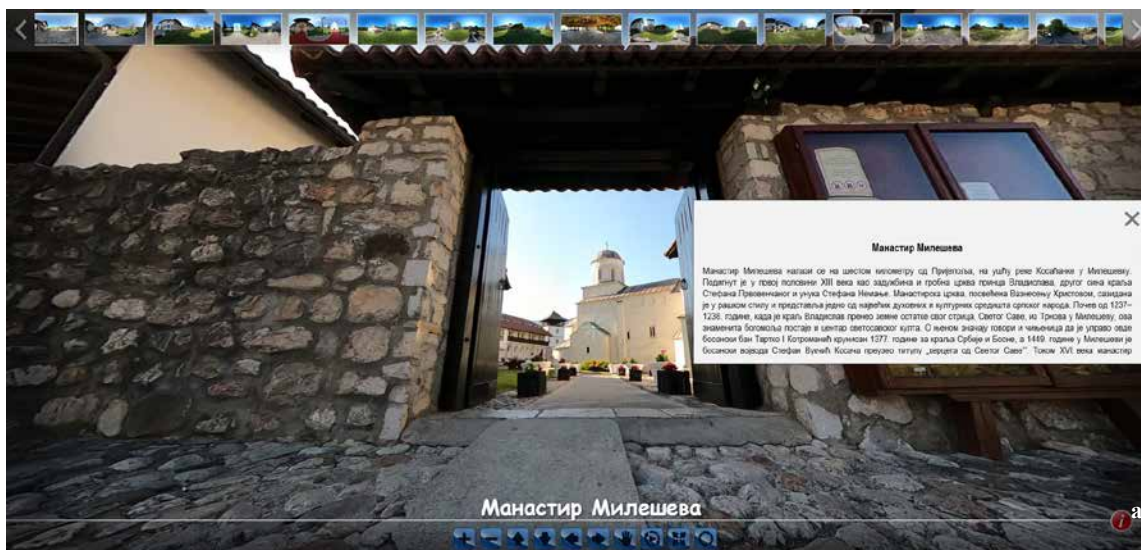 Манастир Милешева
Манастир Милешева налази се на шестом километру од Пријепоља, на ушћу реке Косаћанке у Милешевку.
Подигнут је у првој половини XIII века као задужбина и гробна црква принца Владислава, другог сина краља
Стефана Првовенчаног и унука Стефана Немање. Манастирска црква, посвећена Вазнесењу Христовом, сазидана
је у рашком стилу и представља једно од највећих духовних и културних средишта српског народа. Почев од 1237–
1238. године, када је краљ Владислав пренео земне остатке свог стрица, Светог Саве, из Трнова у Милешеву, ова
знаменита богомоља постаје и центар светосавског култа. О њеном значају говори и чињеница да је управо овде
босански бан Твртко I Котроманић крунисан 1377. године за краља Србије и Босне, а 1449. године у Милешеви је
босански војвода Стефан Вукчић Косача преузео титулу „херцега од Светог Саве". Током XVI века манастир
Манастир Милешева
i
a